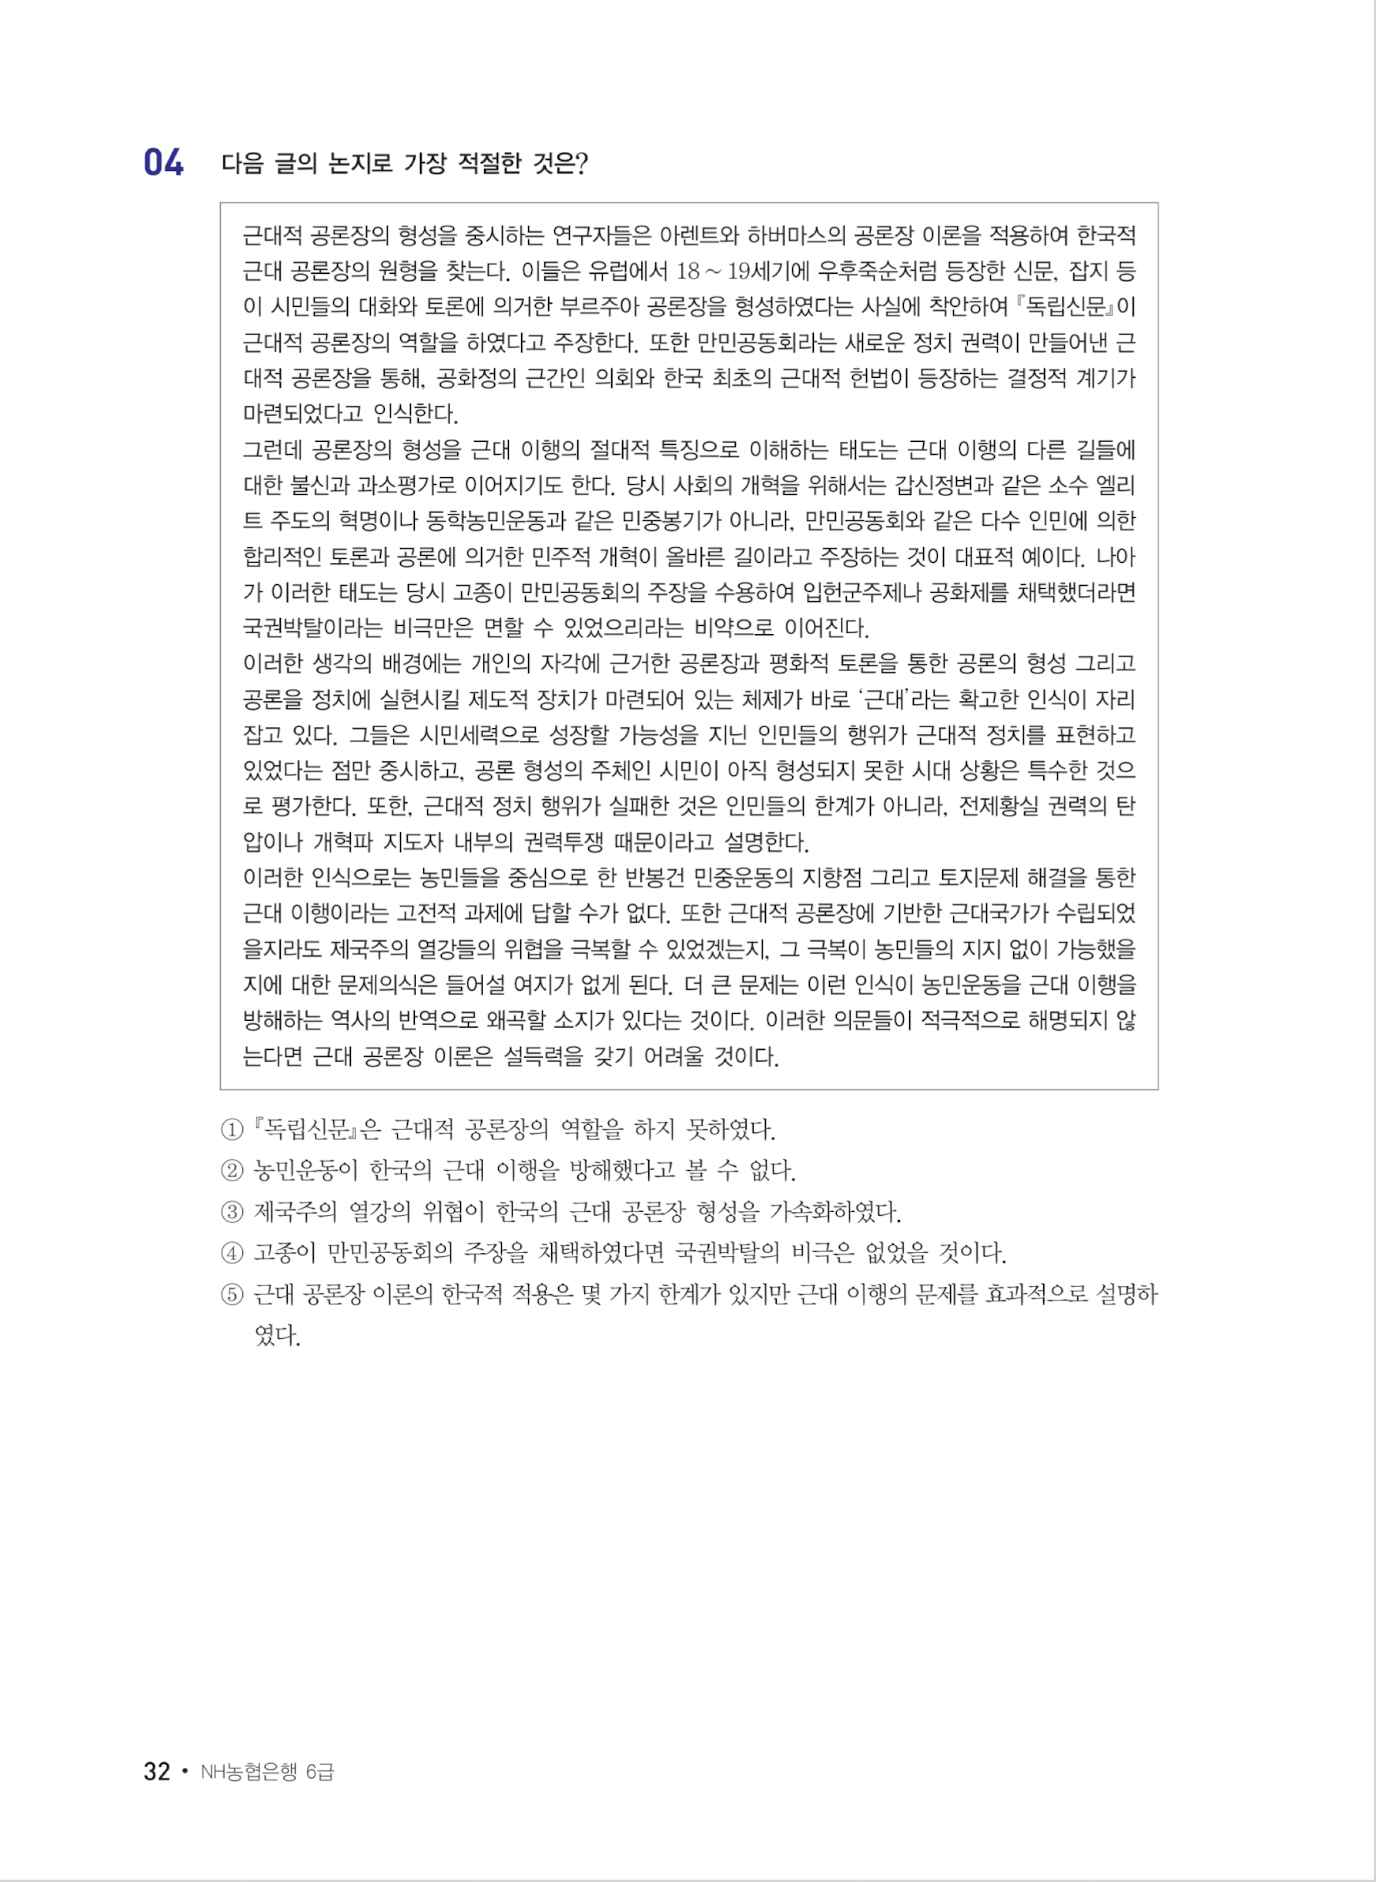 04 다음 글의 논지로 가장 적절한 것은?
근대적 공론장의 형성을 중시하는 연구자들은 아렌트와 하버마스의 공론장 이론을 적용하여 한국적
근대 공론장의 원형을 찾는다. 이들은 유럽에서 18 ~ 19세기에 우후죽순처럼 등장한 신문, 잡지 등
이 시민들의 대화와 토론에 의거한 부르주아 공론장을 형성하였다는 사실에 착안하여 『독립신문』이
근대적 공론장의 역할을 하였다고 주장한다. 또한 만민공동회라는 새로운 정치 권력이 만들어낸 근
대적 공론장을 통해, 공화정의 근간인 의회와 한국 최초의 근대적 헌법이 등장하는 결정적 계기가
마련되었다고 인식한다.
그런데 공론장의 형성을 근대 이행의 절대적 특징으로 이해하는 태도는 근대 이행의 다른 길들에
대한 불신과 과소평가로 이어지기도 한다. 당시 사회의 개혁을 위해서는 갑신정변과 같은 소수 엘리
트 주도의 혁명이나 동학농민운동과 같은 민중봉기가 아니라, 만민공동회와 같은 다수 인민에 의한
합리적인 토론과 공론에 의거한 민주적 개혁이 올바른 길이라고 주장하는 것이 대표적 예이다. 나아
가 이러한 태도는 당시 고종이 만민공동회의 주장을 수용하여 입헌군주제나 공화제를 채택했더라면
국권박탈이라는 비극만은 면할 수 있었으리라는 비약으로 이어진다.
이러한 생각의 배경에는 개인의 자각에 근거한 공론장과 평화적 토론을 통한 공론의 형성 그리고
공론을 정치에 실현시킬 제도적 장치가 마련되어 있는 체제가 바로 ‘근대’라는 확고한 인식이 자리
잡고 있다. 그들은 시민세력으로 성장할 가능성을 지닌 인민들의 행위가 근대적 정치를 표현하고
있었다는 점만 중시하고, 공론 형성의 주체인 시민이 아직 형성되지 못한 시대 상황은 특수한 것으
로 평가한다. 또한, 근대적 정치 행위가 실패한 것은 인민들의 한계가 아니라, 전제황실 권력의 탄
압이나 개혁파 지도자 내부의 권력투쟁 때문이라고 설명한다.
이러한 인식으로는 농민들을 중심으로 한 반봉건 민중운동의 지향점 그리고 토지문제 해결을 통한
근대 이행이라는 고전적 과제에 답할 수가 없다. 또한 근대적 공론장에 기반한 근대국가가 수립되었
을지라도 제국주의 열강들의 위협을 극복할 수 있었겠는지, 그 극복이 농민들의 지지 없이 가능했을
지에 대한 문제의식은 들어설 여지가 없게 된다. 더 큰 문제는 이런 인식이 농민운동을 근대 이행을
방해하는 역사의 반역으로 왜곡할 소지가 있다는 것이다. 이러한 의문들이 적극적으로 해명되지 않
는다면 근대 공론장 이론은 설득력을 갖기 어려울 것이다.
① 『독립신문』은 근대적 공론장의 역할을 하지 못하였다.
② 농민운동이 한국의 근대 이행을 방해했다고 볼 수 없다.
③ 제국주의 열강의 위협이 한국의 근대 공론장 형성을 가속화하였다.
④ 고종이 만민공동회의 주장을 채택하였다면 국권박탈의 비극은 없었을 것이다.
⑤ 근대 공론장 이론의 한국적 적용은 몇 가지 한계가 있지만 근대 이행의 문제를 효과적으로 설명하
였다.
32 • NH농협은행 6급